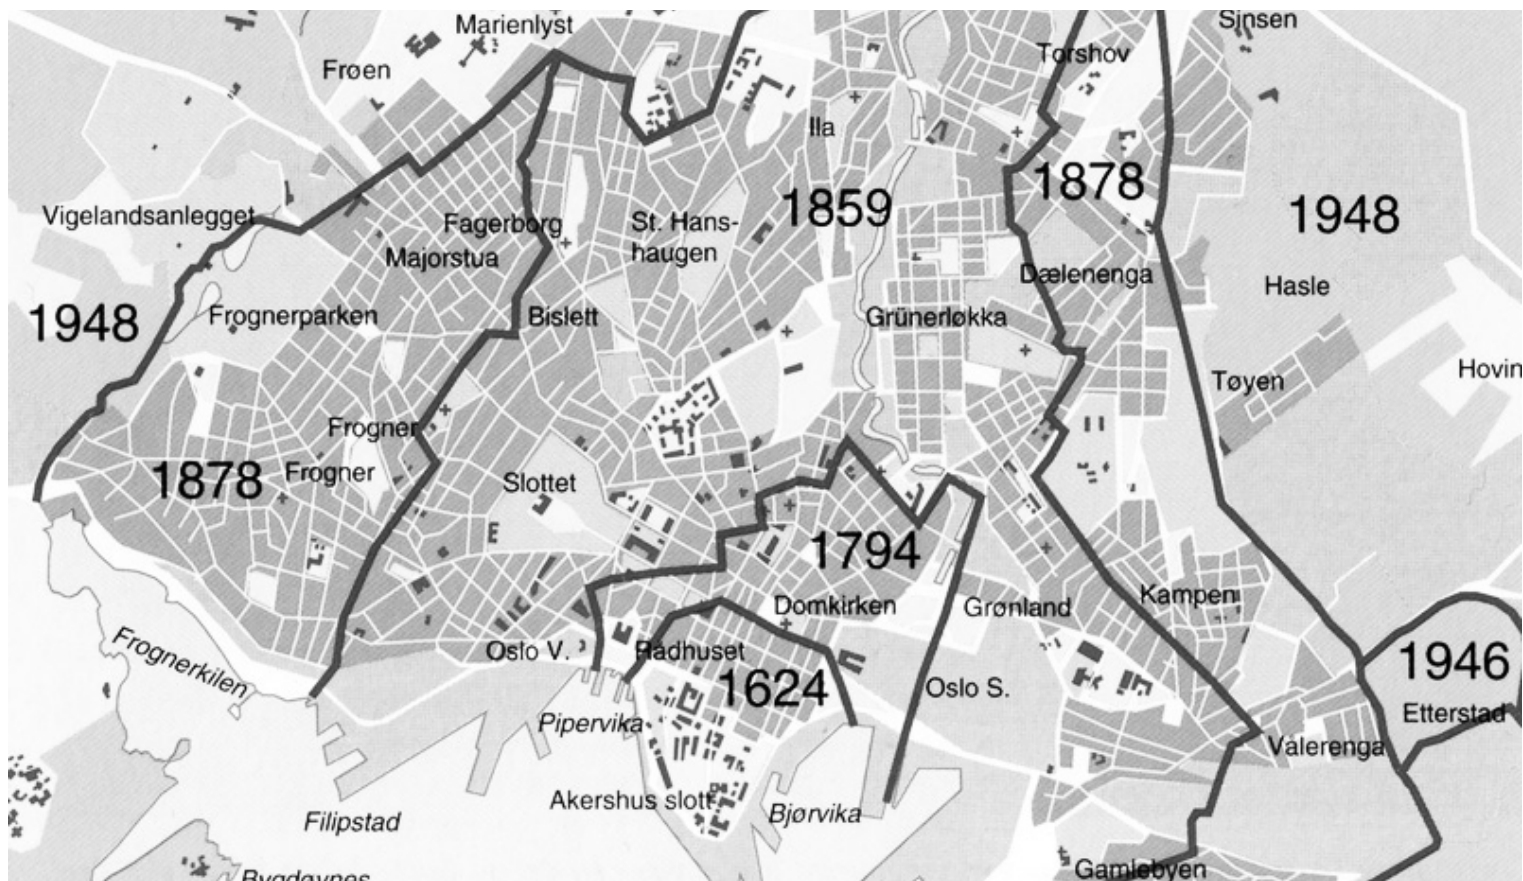 Marienlyst
Sinsen
Torshov
Frøen
Ila
1878
1859
1948
Vigelandsanlegget
Fagerborg
St. Hans-
haugen
Majorstua
Dælenenga
Hasle
1948
Frognerparken
Bislett
Grünerløkka
Tøyen
Hovin
Frogner
1878
Frogner
Slottet
1794
Domkirken
Grønland
Kampen
Frognerkilen
Oslo V.
Rådhuset
1624
Oslo S.
1946
Etterstad
Pipervika
Valerenga
Akershus slott
Bjørvika
Filipstad
Gamlebyen
Bygdøynes